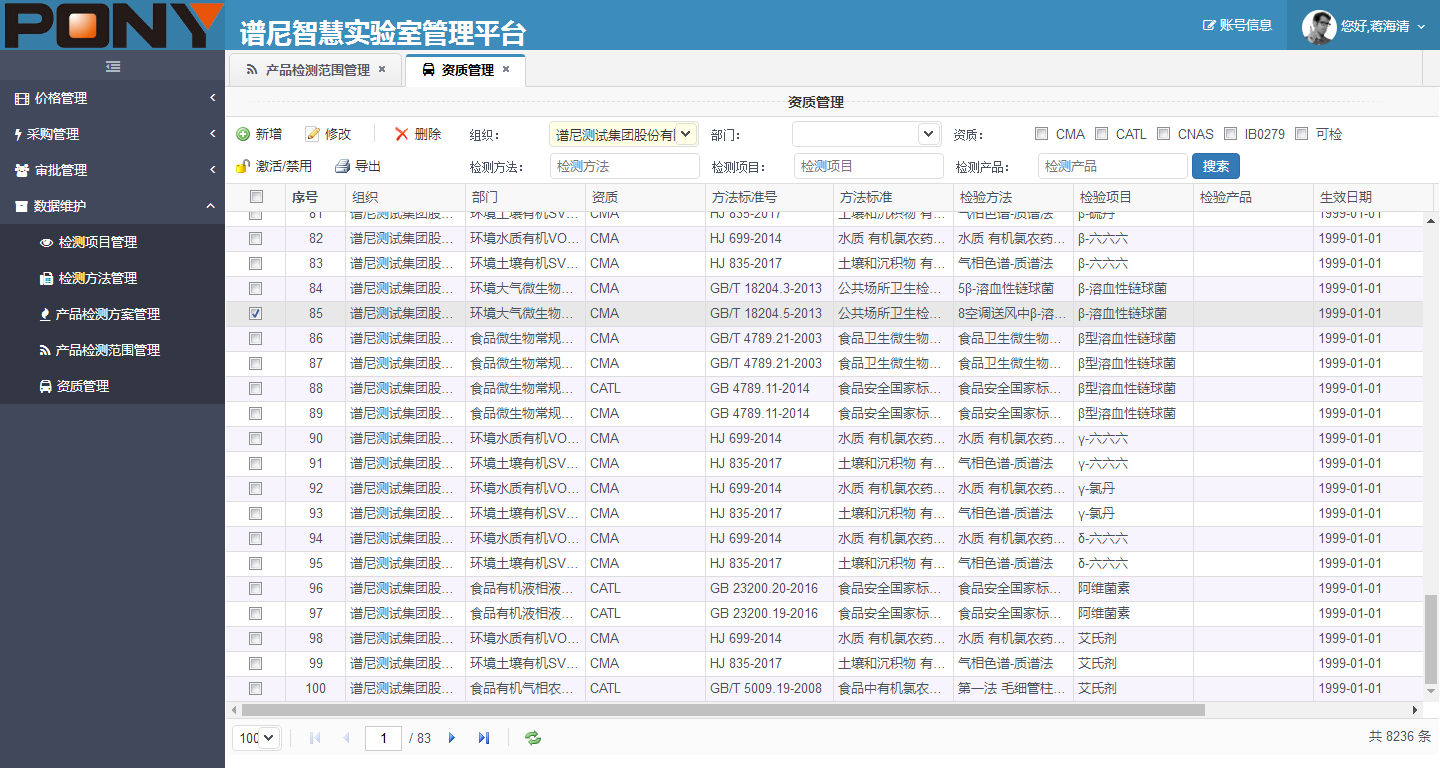 PONY
谱尼智慧实验室管理平台
账号信息
您好,蒋海清
产品检测范围管理 ×
资质管理 ×
价格管理
采购管理
审批管理
数据维护
检测项目管理
检测方法管理
产品检测方案管理
产品检测范围管理
资质管理
资质管理
新增 修改 删除 组织: 谱尼测试集团股份有 部门: 资质: CMA CATL CNAS IB0279 可检
激活/禁用 导出 检测方法: 检测方法 检测项目: 检测项目 检测产品: 检测产品 搜索
序号 组织 部门 资质 方法标准号 方法标准 检验方法 检验项目 检验产品 生效日期
81 谱尼测试集团股... 环境土壤有机SV... CMA HJ 835-2017 土壤和沉积物 有... 气相色谱-质谱法 β-硫丹 1999-01-01
82 谱尼测试集团股... 环境水质有机VO... CMA HJ 699-2014 水质 有机氯农药... 水质 有机氯农药... β-六六六 1999-01-01
83 谱尼测试集团股... 环境土壤有机SV... CMA HJ 835-2017 土壤和沉积物 有... 气相色谱-质谱法 β-六六六 1999-01-01
84 谱尼测试集团股... 环境大气微生物... CMA GB/T 18204.3-2013 公共场所卫生检... 5β-溶血性链球菌 β-溶血性链球菌 1999-01-01
85 谱尼测试集团股... 环境大气微生物... CMA GB/T 18204.5-2013 公共场所卫生检... 8空调送风中β-溶... β-溶血性链球菌 1999-01-01
86 谱尼测试集团股... 食品微生物常规... CMA GB/T 4789.21-2003 食品卫生微生物... 食品卫生微生物... β型溶血性链球菌 1999-01-01
87 谱尼测试集团股... 食品微生物常规... CMA GB/T 4789.21-2003 食品卫生微生物... 食品卫生微生物... β型溶血性链球菌 1999-01-01
88 谱尼测试集团股... 食品微生物常规... CATL GB 4789.11-2014 食品安全国家标... 食品安全国家标... β型溶血性链球菌 1999-01-01
89 谱尼测试集团股... 食品微生物常规... CMA GB 4789.11-2014 食品安全国家标... 食品安全国家标... β型溶血性链球菌 1999-01-01
90 谱尼测试集团股... 环境水质有机VO... CMA HJ 699-2014 水质 有机氯农药... 水质 有机氯农药... γ-六六六 1999-01-01
91 谱尼测试集团股... 环境土壤有机SV... CMA HJ 835-2017 土壤和沉积物 有... 气相色谱-质谱法 γ-六六六 1999-01-01
92 谱尼测试集团股... 环境水质有机VO... CMA HJ 699-2014 水质 有机氯农药... 水质 有机氯农药... γ-氯丹 1999-01-01
93 谱尼测试集团股... 环境土壤有机SV... CMA HJ 835-2017 土壤和沉积物 有... 气相色谱-质谱法 γ-氯丹 1999-01-01
94 谱尼测试集团股... 环境水质有机VO... CMA HJ 699-2014 水质 有机氯农药... 水质 有机氯农药... δ-六六六 1999-01-01
95 谱尼测试集团股... 环境土壤有机SV... CMA HJ 835-2017 土壤和沉积物 有... 气相色谱-质谱法 δ-六六六 1999-01-01
96 谱尼测试集团股... 食品有机液相液... CATL GB 23200.20-2016 食品安全国家标... 食品安全国家标... 阿维菌素 1999-01-01
97 谱尼测试集团股... 食品有机液相液... CATL GB 23200.19-2016 食品安全国家标... 食品安全国家标... 阿维菌素 1999-01-01
98 谱尼测试集团股... 环境水质有机VO... CMA HJ 699-2014 水质 有机氯农药... 水质 有机氯农药... 艾氏剂 1999-01-01
99 谱尼测试集团股... 环境土壤有机SV... CMA HJ 835-2017 土壤和沉积物 有... 气相色谱-质谱法 艾氏剂 1999-01-01
100 谱尼测试集团股... 食品有机气相农... CATL GB/T 5009.19-2008 食品中有机氯农... 第一法 毛细管柱... 艾氏剂 1999-01-01
100 1 / 83 共 8236 条